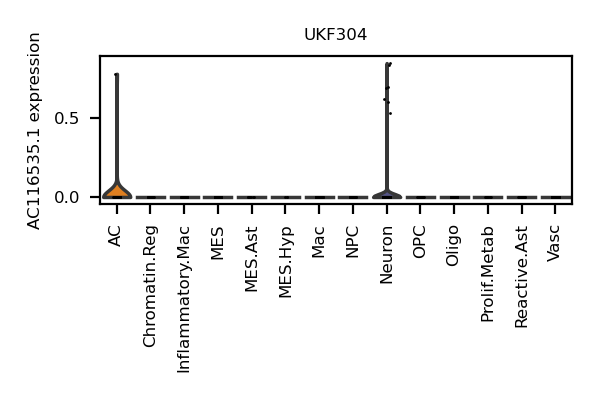 UKF304
AC116535.1 expression
0.5
0.0
AC
Chromatin.Reg
Inflammatory.Mac
MES
MES.Ast
MES.Hyp
Mac
NPC
Neuron
OPC
Oligo
Prolif.Metab
Reactive.Ast
Vasc